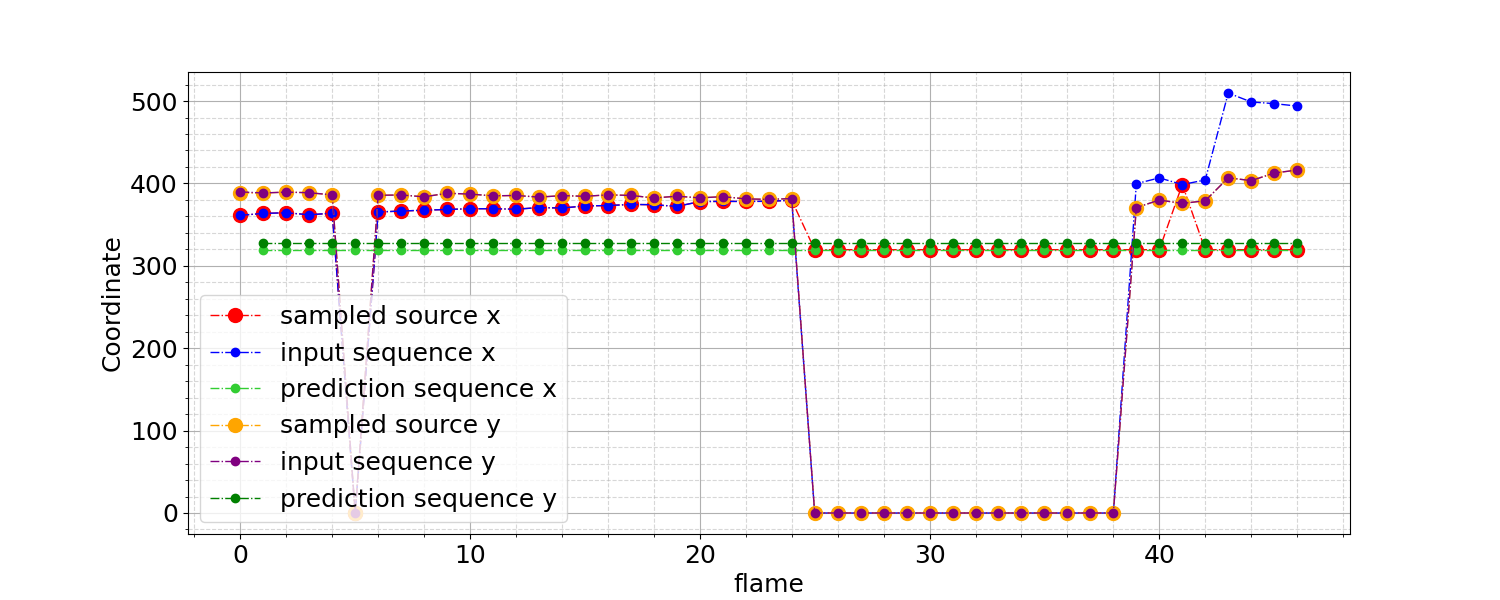 500
400
300
200
100
0
Coordinate
sampled source x
input sequence x
prediction sequence x
sampled source y
input sequence y
prediction sequence y
0 10 20 30 40
flame